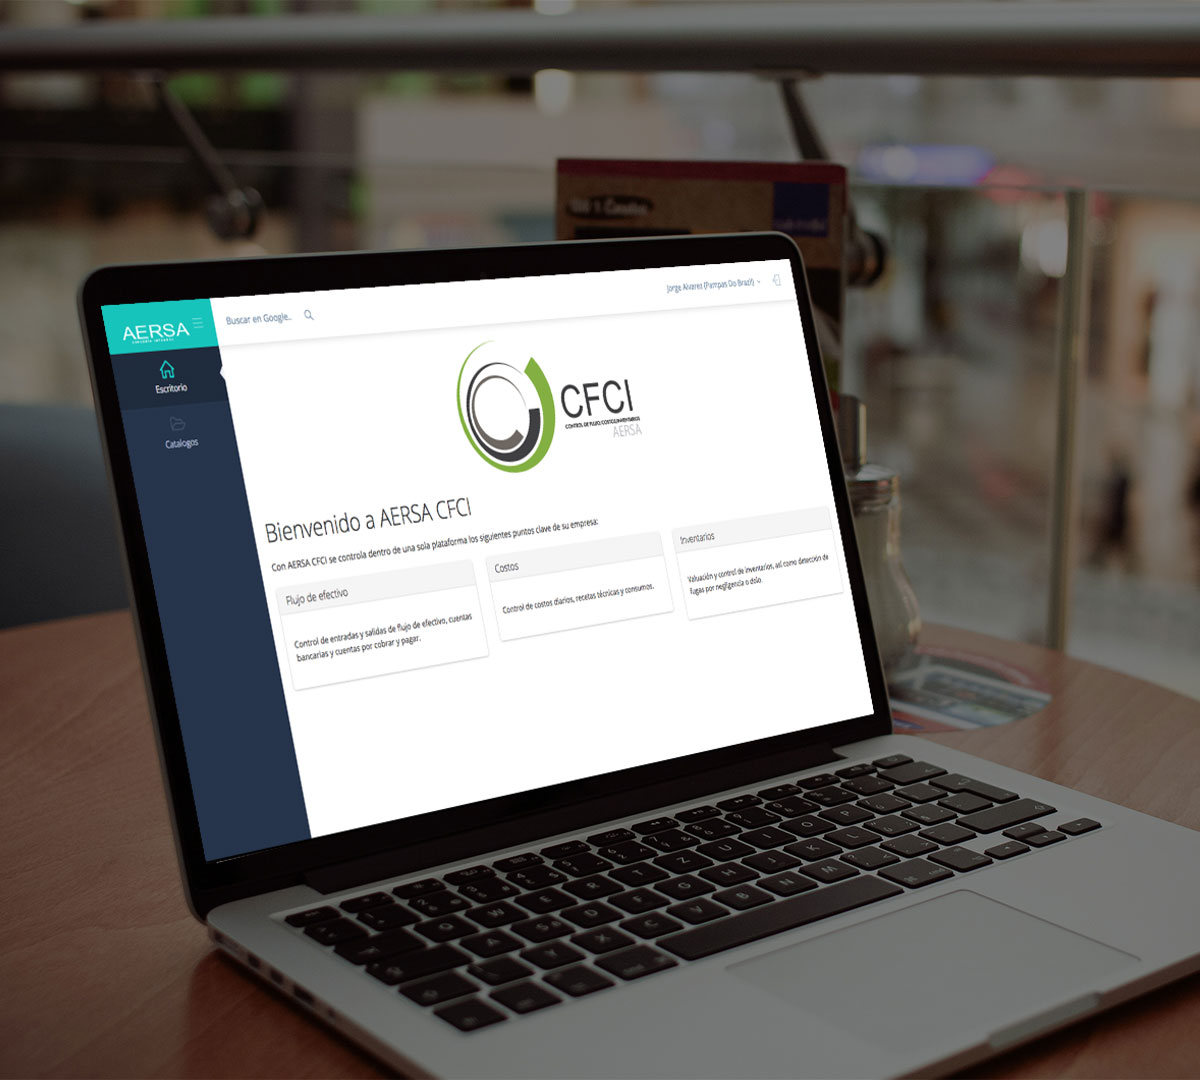 AERSA
Buscar en Google..
Jorge Alvarez (Pampas Do Brazil)
Escritorio
Catalogos
CFCI
CONTROL DE FLUJO, COSTOS, INVENTARIOS
AERSA
Bienvenido a AERSA CFCI
Con AERSA CFCI se controla dentro de una sola plataforma los siguientes puntos clave de su empresa:
Flujo de efectivo
Control de entradas y salidas de flujo de efectivo, cuentas
bancarias y cuentas por cobrar y pagar.
Costos
Control de costos diarios, recetas técnicas y consumos.
Inventarios
Valuación y control de inventarios, así como detección de
fugas por negligencia o dolo.